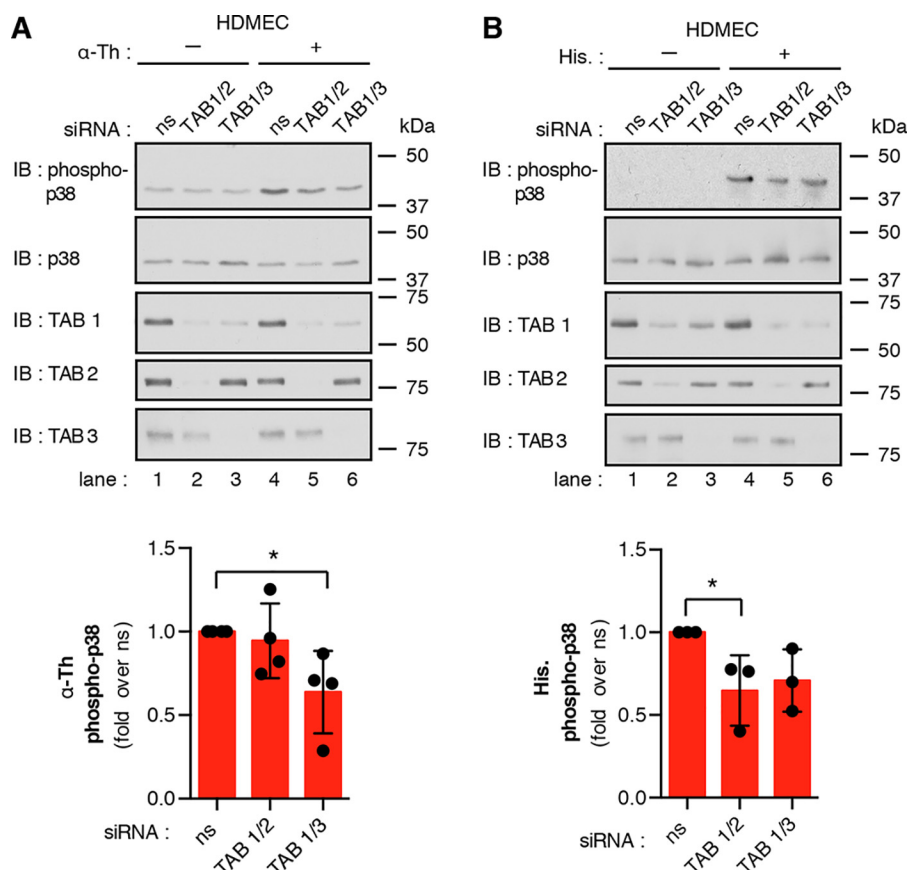 A
HDMEC
α-Th : – +
siRNA : ns TAB1/2 TAB1/3 ns TAB1/2 TAB1/3 kDa
IB : phospho-p38 50 37
IB : p38 50 37
IB : TAB 1 75 50
IB : TAB 2 75
IB : TAB 3 75
lane : 1 2 3 4 5 6
α-Th
phospho-p38
(fold over ns)
1.5
*
1.0
0.5
0.0
siRNA : ns TAB 1/2 TAB 1/3
B
HDMEC
His. : – +
siRNA : ns TAB1/2 TAB1/3 ns TAB1/2 TAB1/3 kDa
IB : phospho-p38 50 37
IB : p38 50 37
IB : TAB 1 75 50
IB : TAB2 75
IB : TAB3 75
lane : 1 2 3 4 5 6
His.
phospho-p38
(fold over ns)
1.5
*
1.0
0.5
0.0
siRNA : ns TAB 1/2 TAB 1/3